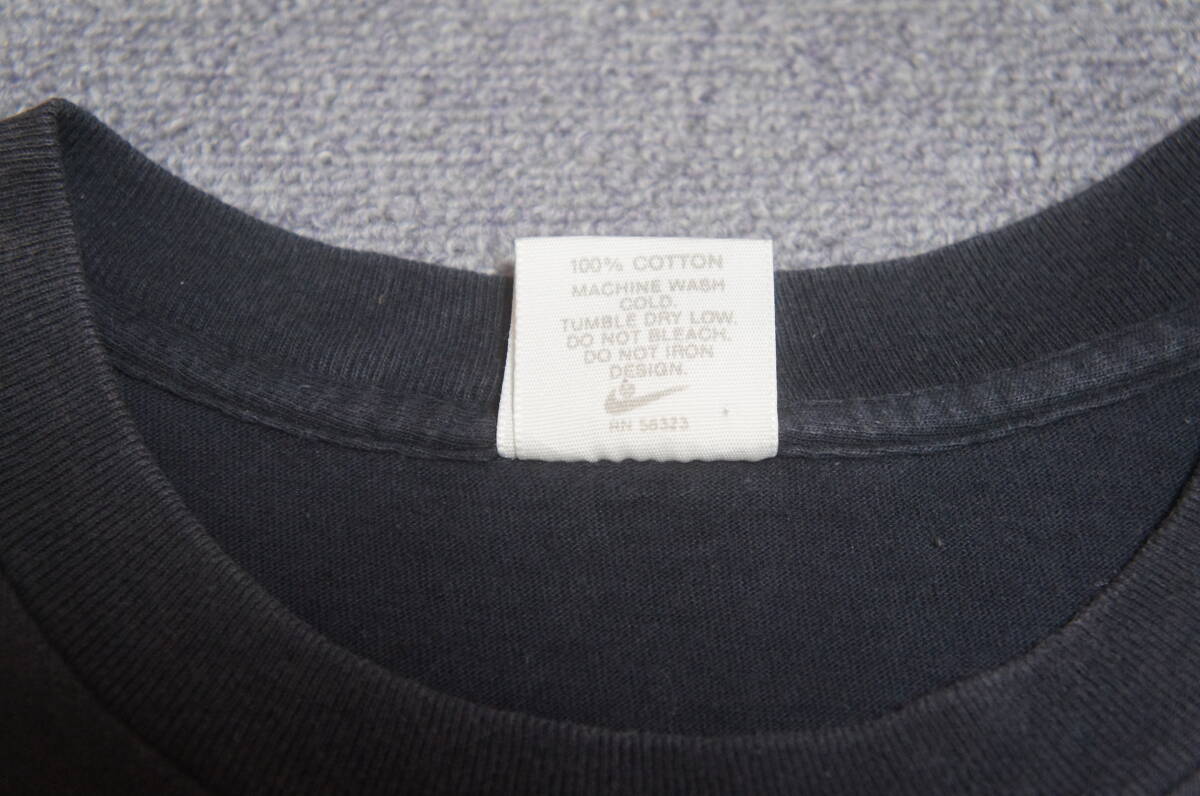 100% COTTON
MACHINE WASH
COLD.
TUMBLE DRY LOW.
DO NOT BLEACH.
DO NOT IRON
DESIGN.
RN 56323